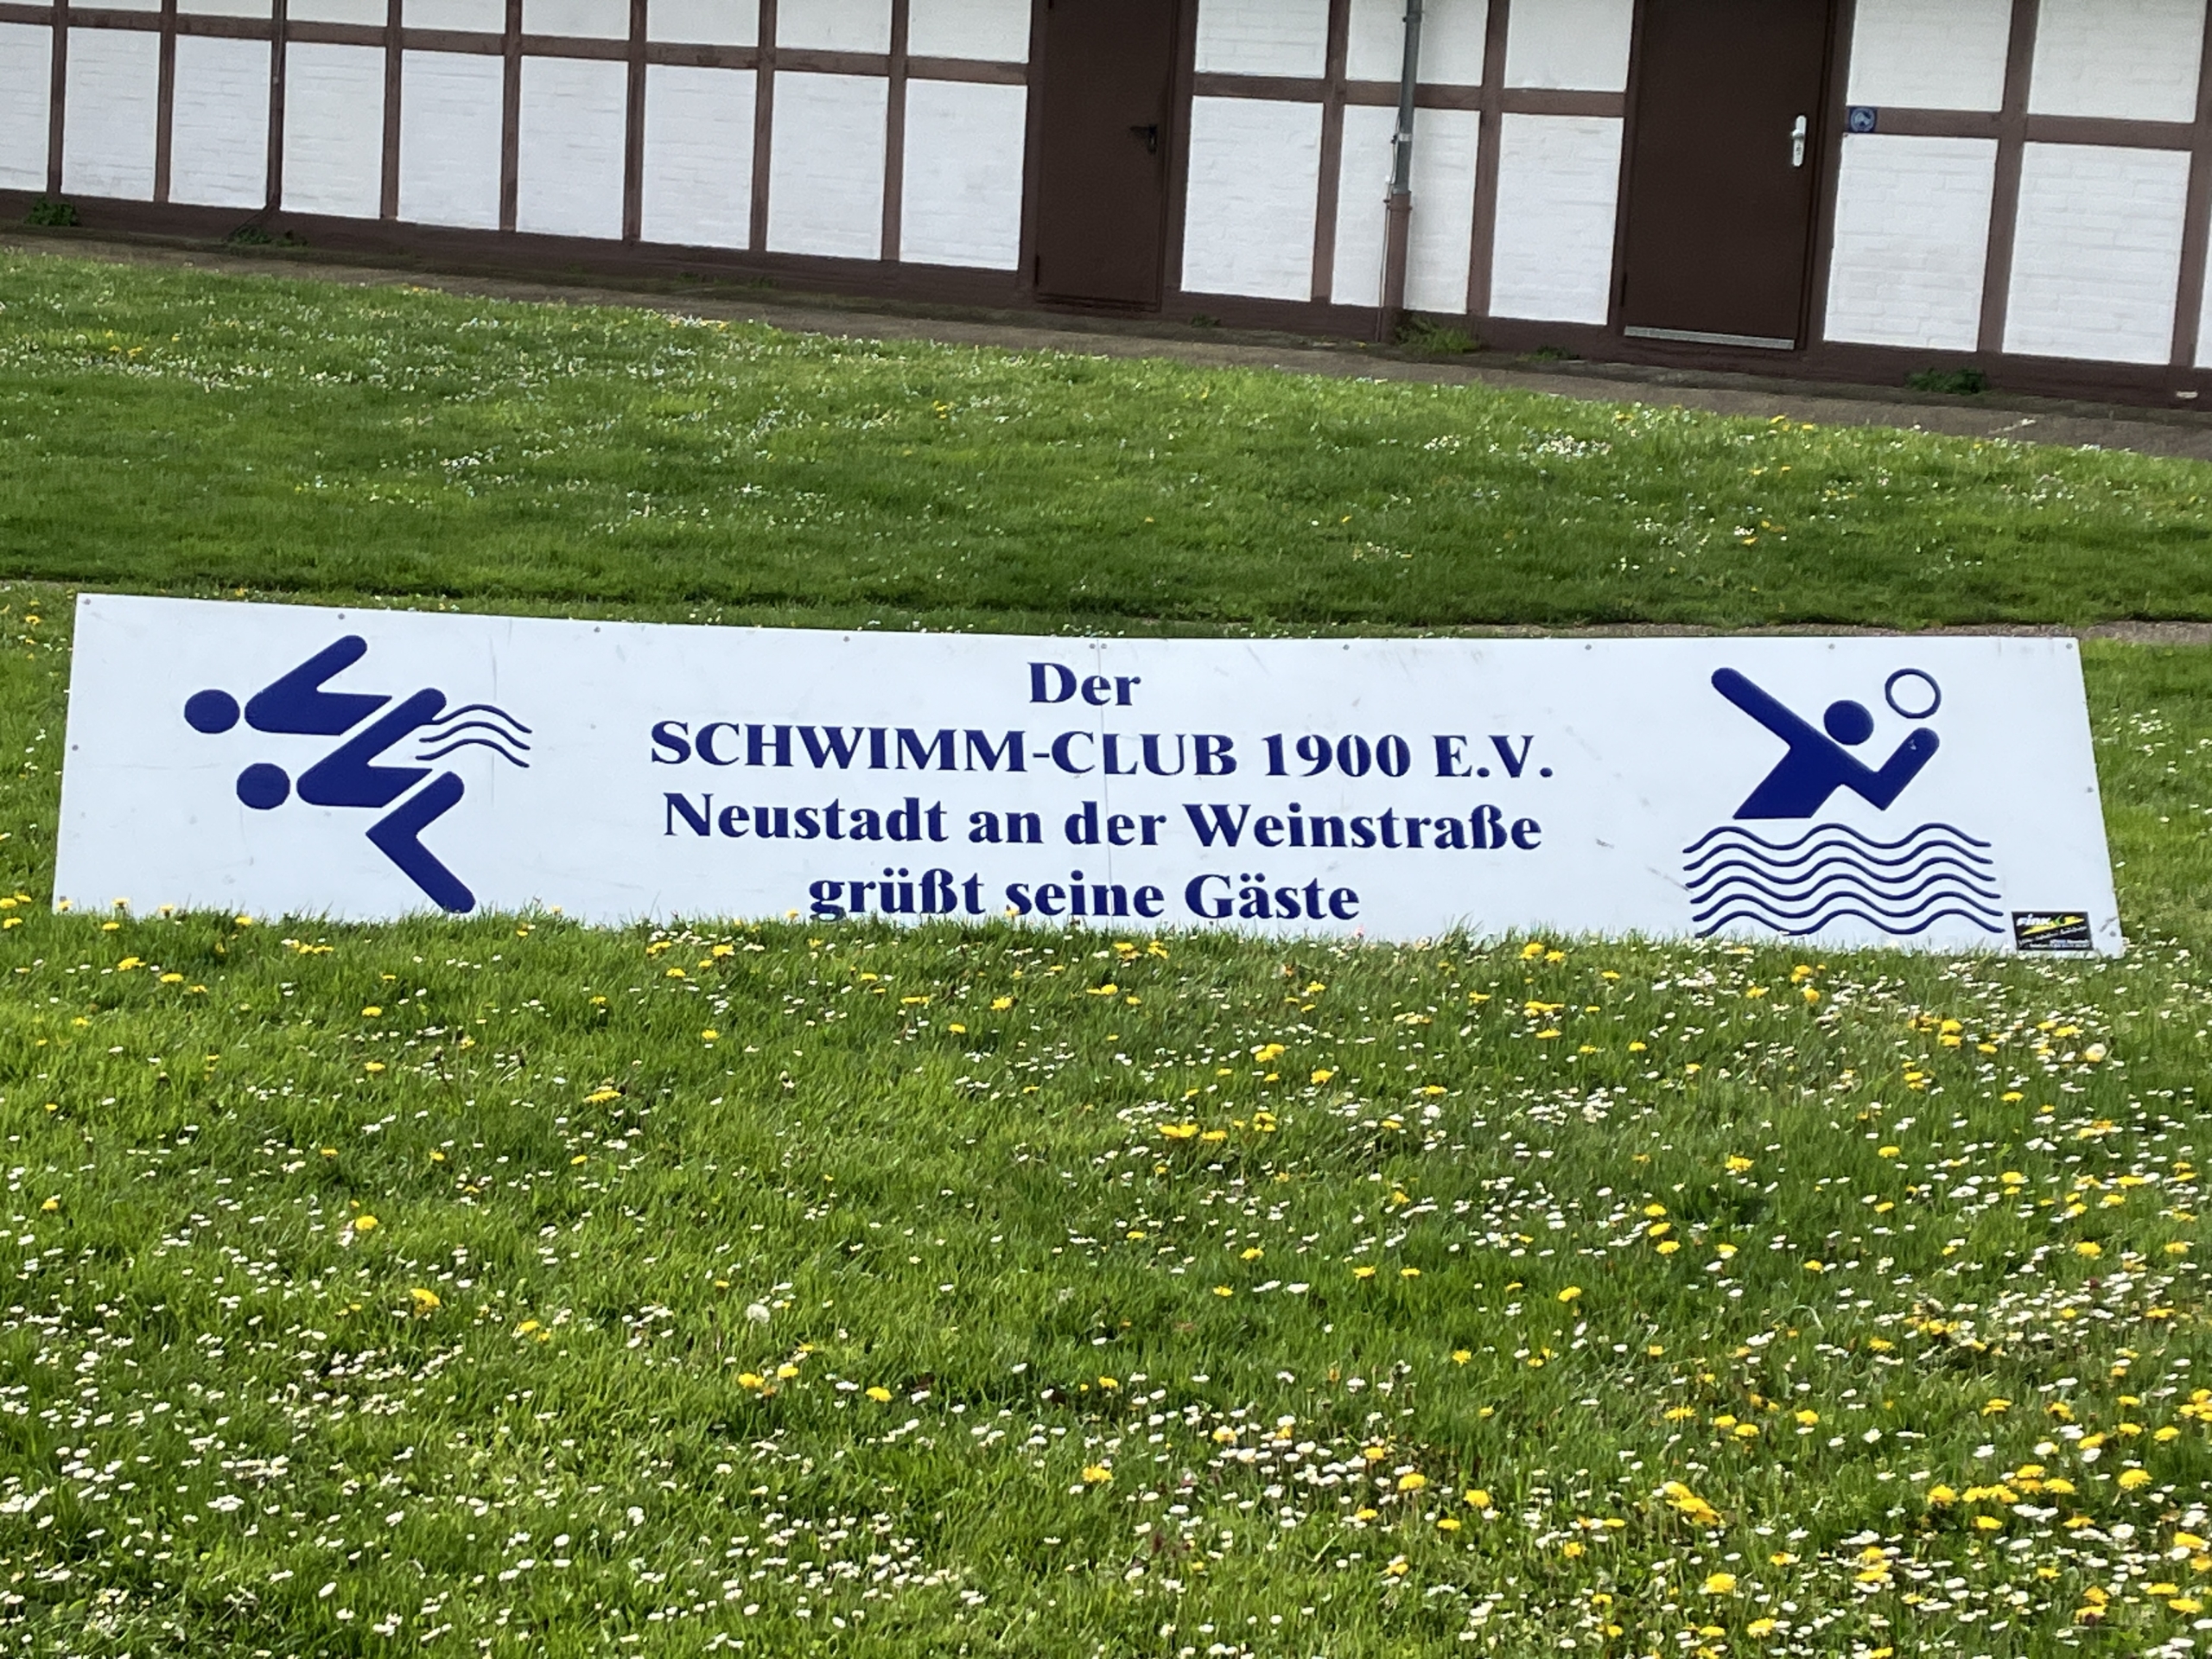 Der
SCHWIMM-CLUB 1900 E.V.
Neustadt an der Weinstraße
grüßt seine Gäste